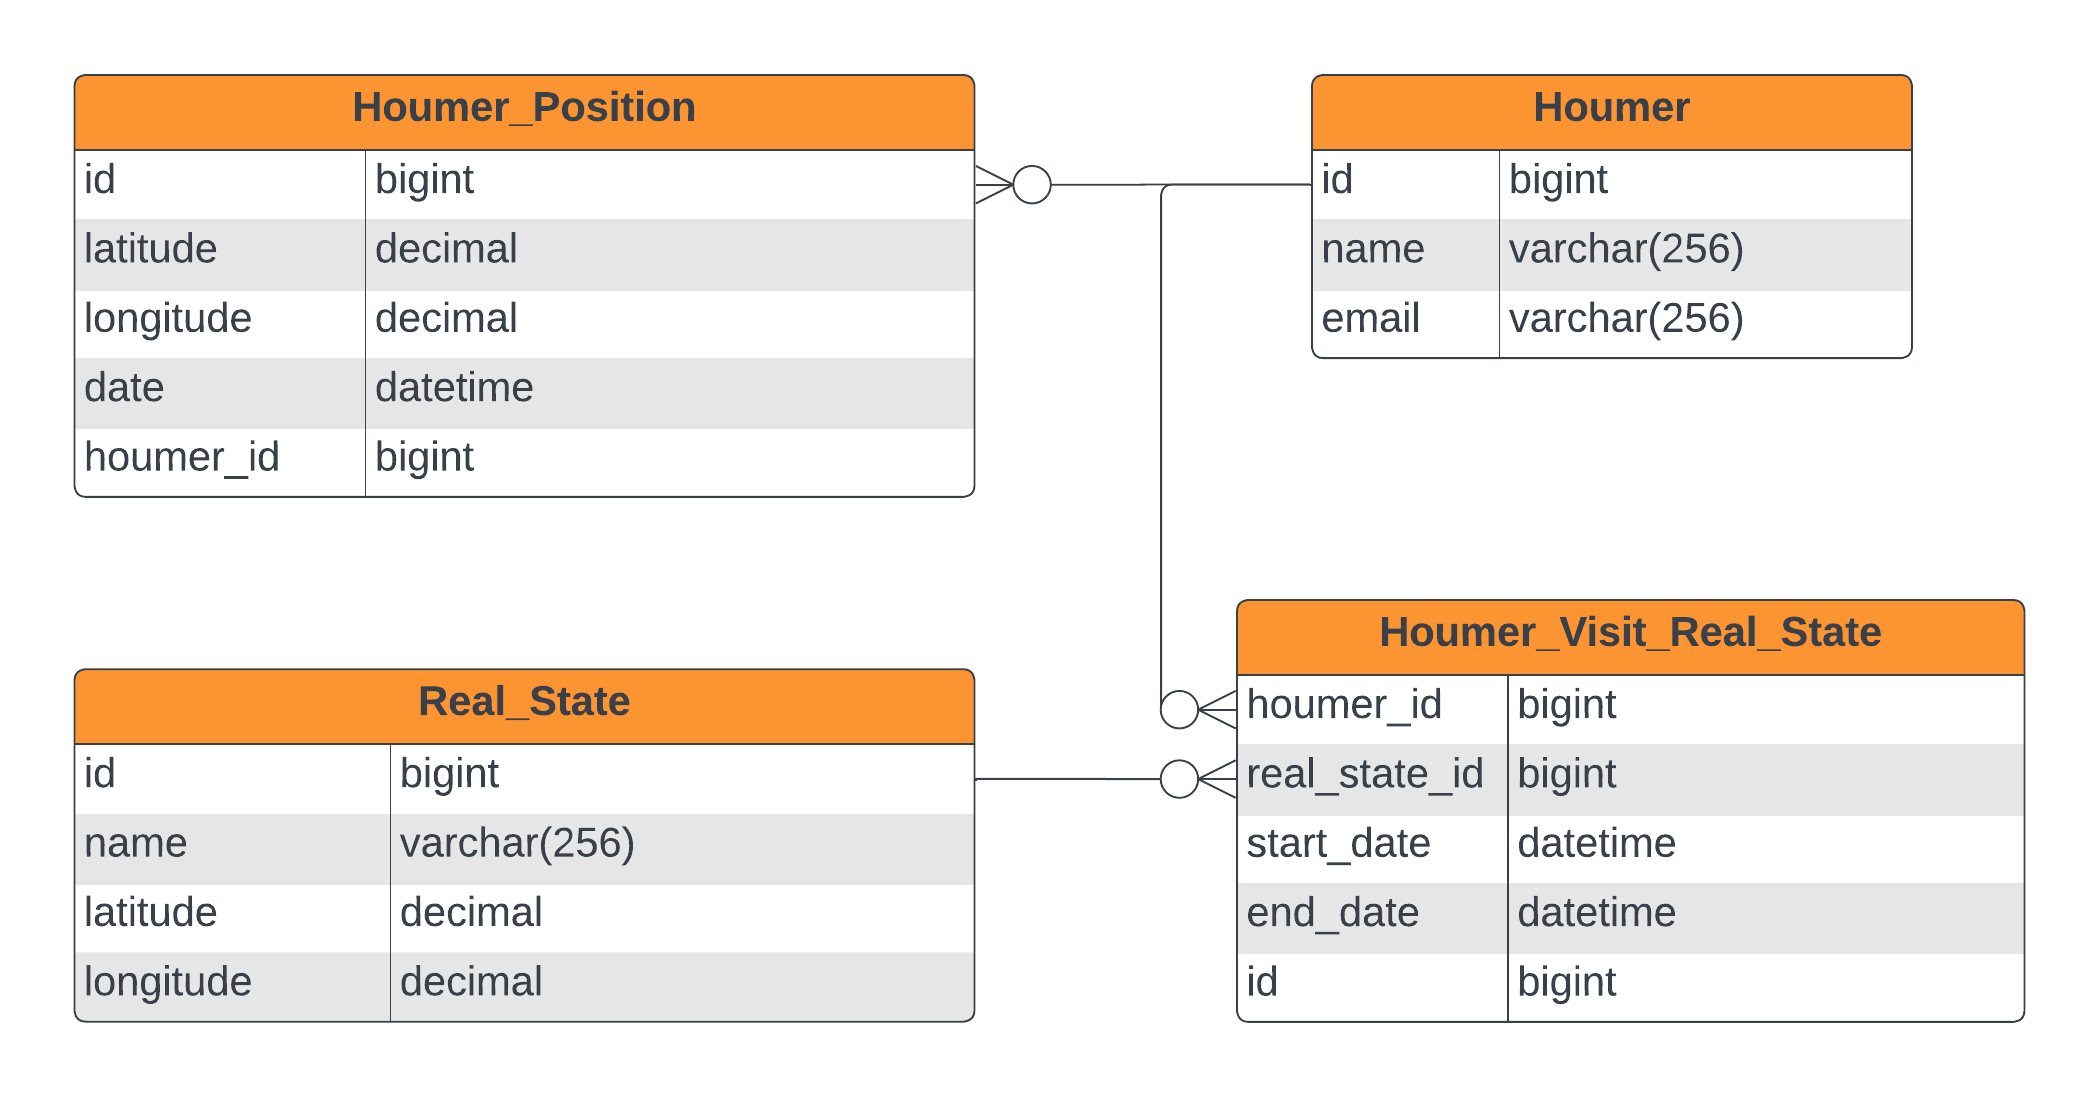 Houmer_Position
id bigint
latitude decimal
longitude decimal
date datetime
houmer_id bigint
Houmer
id bigint
name varchar(256)
email varchar(256)
Real_State
id bigint
name varchar(256)
latitude decimal
longitude decimal
Houmer_Visit_Real_State
houmer_id bigint
real_state_id bigint
start_date datetime
end_date datetime
id bigint